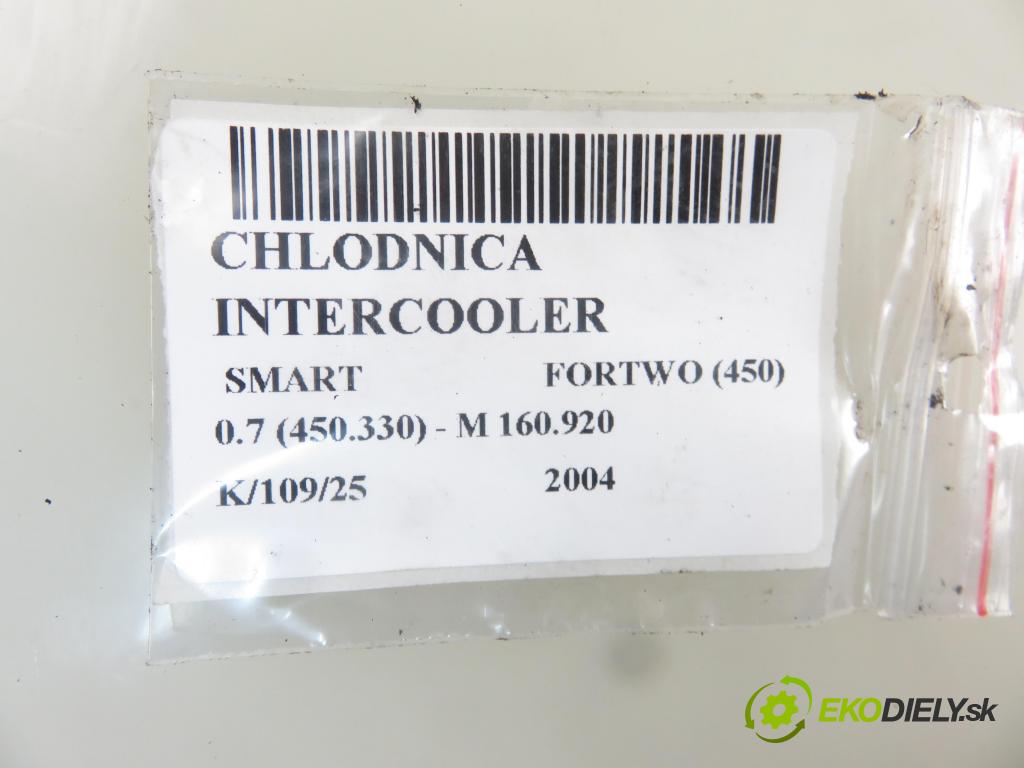 CHLODNICA
INTERCOOLER
SMART FORTWO (450)
0.7 (450.330) - M 160.920
K/109/25 2004
EKODIELY.sk